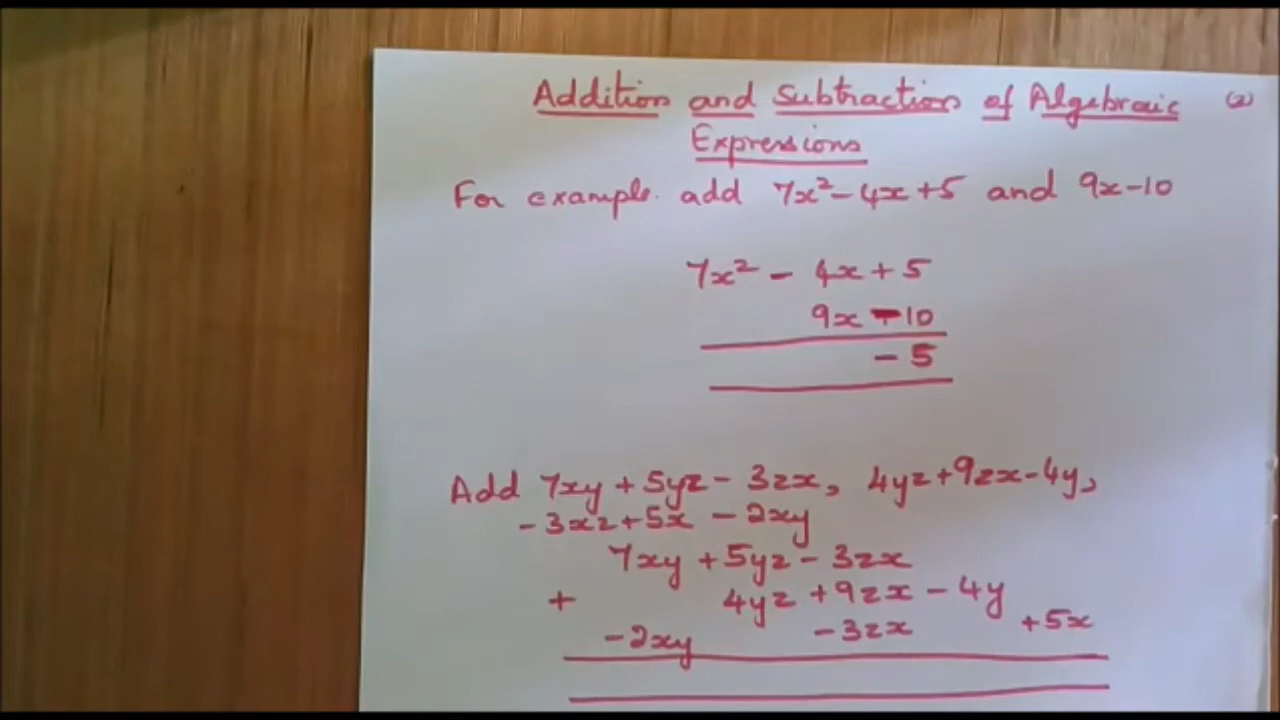 Addition and Subtraction of Algebraic (2)
Expressions
For example. add 7x² - 4x + 5 and 9x - 10
7x² - 4x + 5
9x - 10
- 5
Add 7xy + 5yz - 3zx, 4yz + 9zx - 4y,
- 3xz + 5x - 2xy
7xy + 5yz - 3zx
+ 4yz + 9zx - 4y
- 2xy - 3zx + 5x